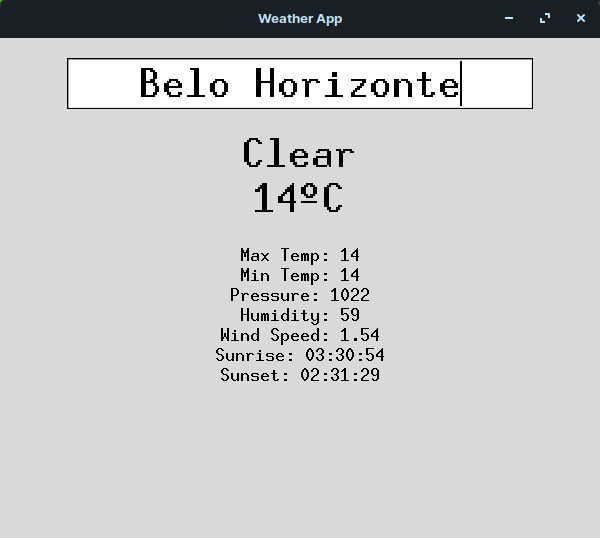 Weather App
Belo Horizonte
Clear
14ºC
Max Temp: 14
Min Temp: 14
Pressure: 1022
Humidity: 59
Wind Speed: 1.54
Sunrise: 03:30:54
Sunset: 02:31:29